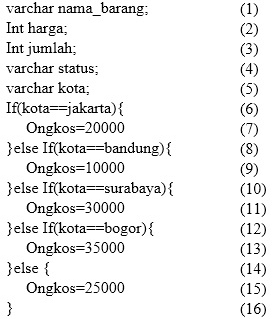 varchar nama_barang; (1)
Int harga; (2)
Int jumlah; (3)
varchar status; (4)
varchar kota; (5)
If(kota==jakarta){ (6)
Ongkos=20000 (7)
}else If(kota==bandung){ (8)
Ongkos=10000 (9)
}else If(kota==surabaya){ (10)
Ongkos=30000 (11)
}else If(kota==bogor){ (12)
Ongkos=35000 (13)
}else { (14)
Ongkos=25000 (15)
} (16)